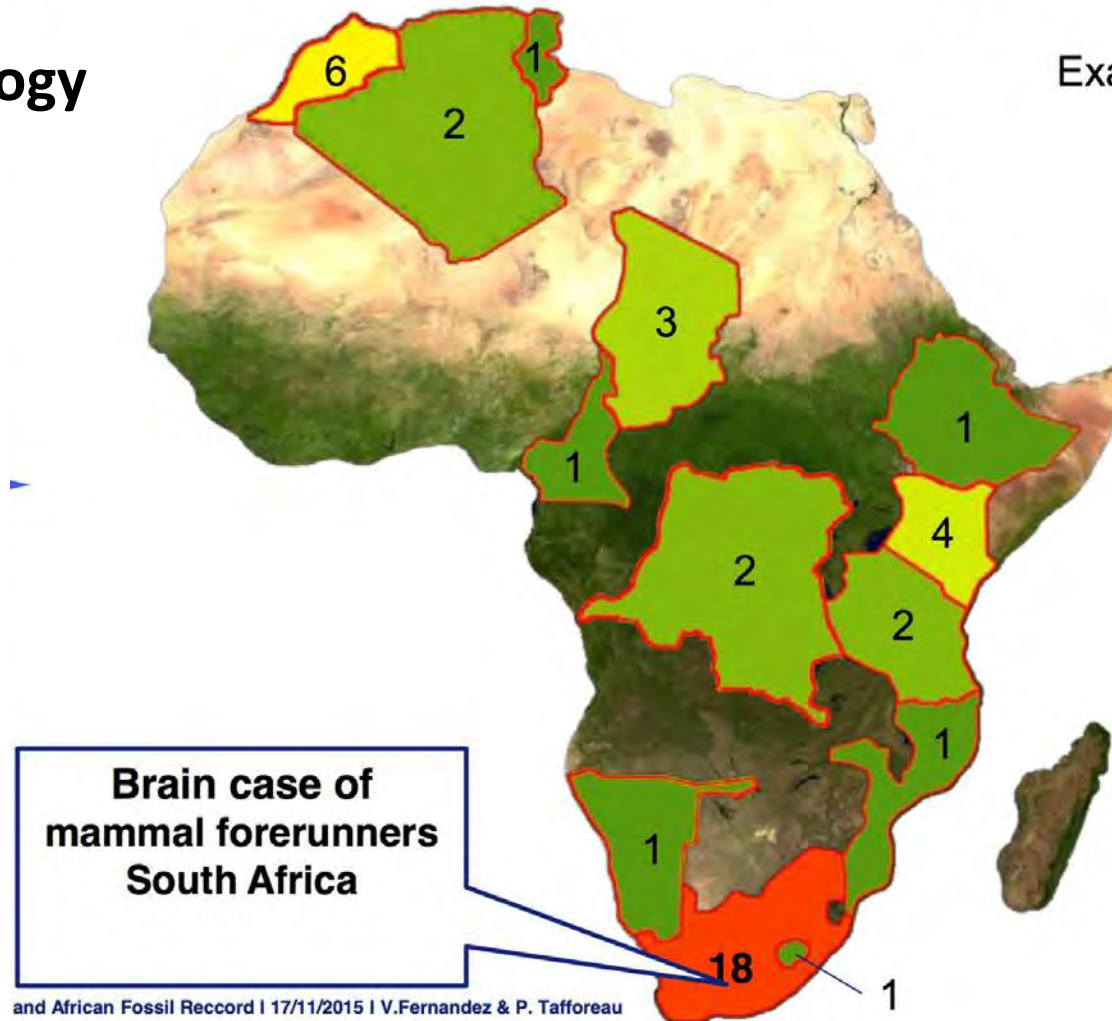 ogy
Exa
6
1
2
3
1
1
4
2
2
1
1
Brain case of
mammal forerunners
South Africa
18
1
and African Fossil Reccord I 17/11/2015 I V.Fernandez & P. Tafforeau